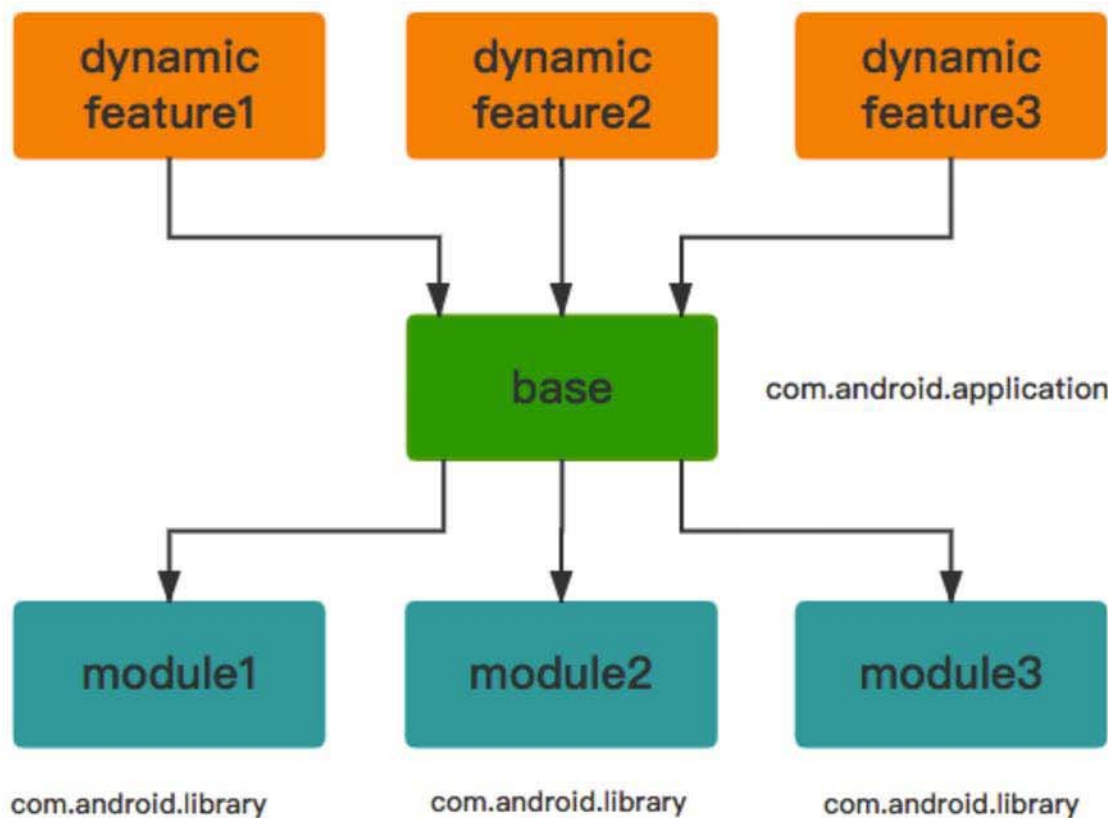 dynamic
feature1
dynamic
feature2
dynamic
feature3
base
com.android.application
module1
module2
module3
com.android.library
com.android.library
com.android.library